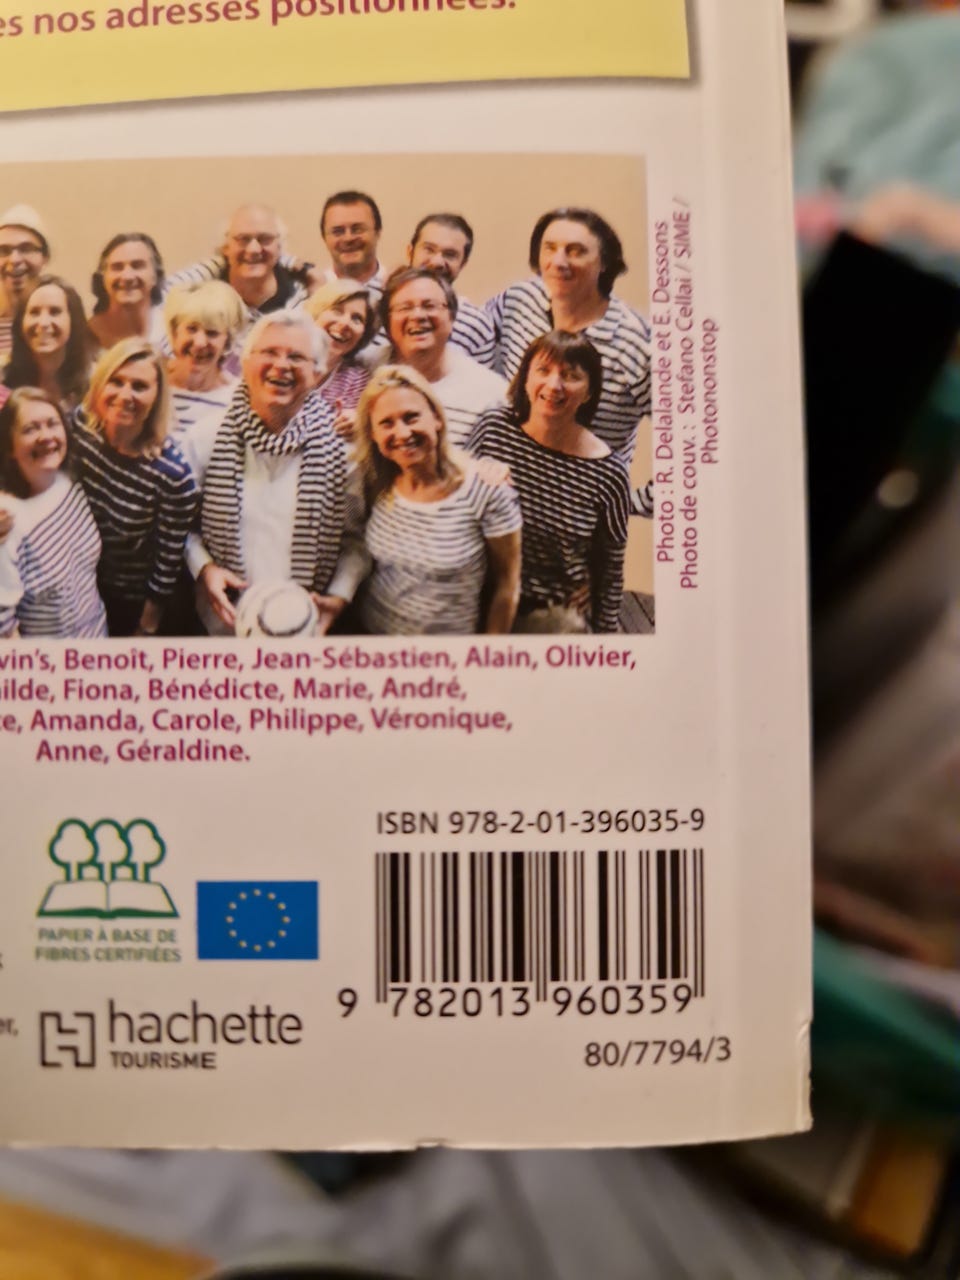 es nos adresses positionnées.
Photo : R. Delalande et E. Dessons
Photo de couv. : Stefano Cellai / SIME /
Photononstop
vin's, Benoît, Pierre, Jean-Sébastien, Alain, Olivier,
ilde, Fiona, Bénédicte, Marie, André,
te, Amanda, Carole, Philippe, Véronique,
Anne, Géraldine.
ISBN 978-2-01-396035-9
PAPIER À BASE DE
FIBRES CERTIFIÉES
9 782013 960359
er,
hachette
TOURISME
80/7794/3